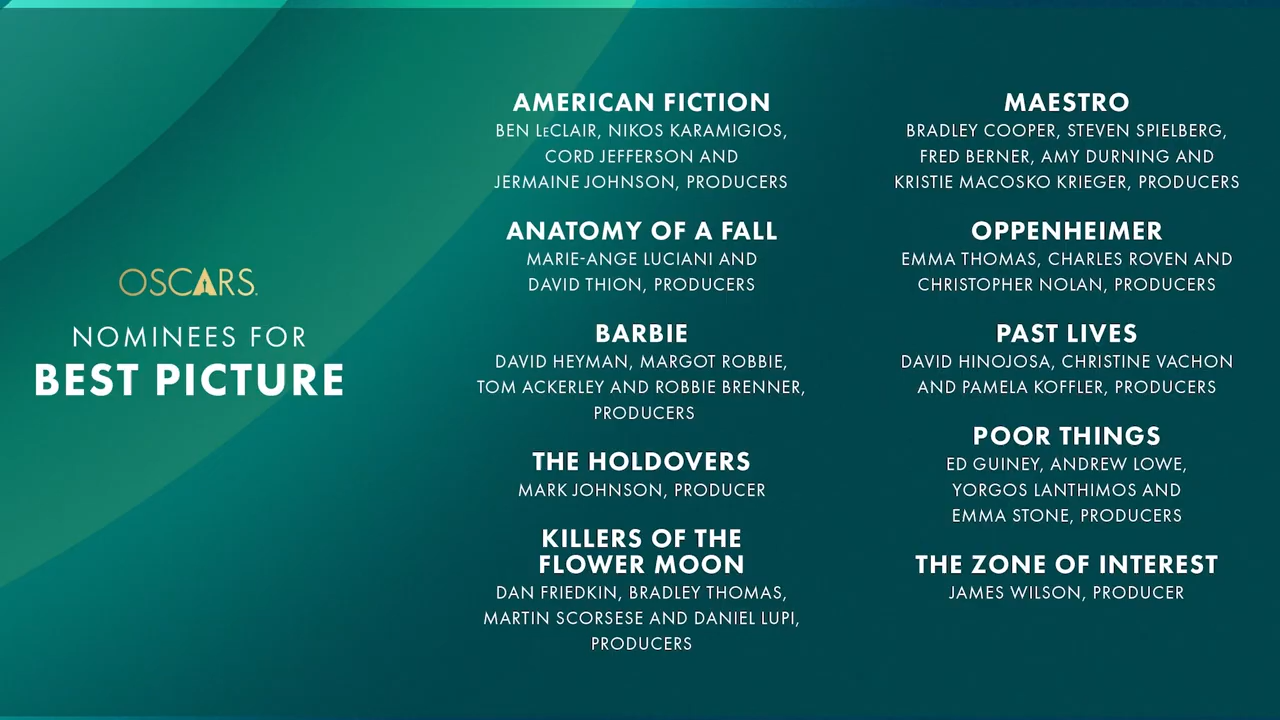 OSCARS.
NOMINEES FOR
BEST PICTURE
AMERICAN FICTION
BEN LeCLAIR, NIKOS KARAMIGIOS,
CORD JEFFERSON AND
JERMAINE JOHNSON, PRODUCERS
ANATOMY OF A FALL
MARIE-ANGE LUCIANI AND
DAVID THION, PRODUCERS
BARBIE
DAVID HEYMAN, MARGOT ROBBIE,
TOM ACKERLEY AND ROBBIE BRENNER,
PRODUCERS
THE HOLDOVERS
MARK JOHNSON, PRODUCER
KILLERS OF THE
FLOWER MOON
DAN FRIEDKIN, BRADLEY THOMAS,
MARTIN SCORSESE AND DANIEL LUPI,
PRODUCERS
MAESTRO
BRADLEY COOPER, STEVEN SPIELBERG,
FRED BERNER, AMY DURNING AND
KRISTIE MACOSKO KRIEGER, PRODUCERS
OPPENHEIMER
EMMA THOMAS, CHARLES ROVEN AND
CHRISTOPHER NOLAN, PRODUCERS
PAST LIVES
DAVID HINOJOSA, CHRISTINE VACHON
AND PAMELA KOFFLER, PRODUCERS
POOR THINGS
ED GUINEY, ANDREW LOWE,
YORGOS LANTHIMOS AND
EMMA STONE, PRODUCERS
THE ZONE OF INTEREST
JAMES WILSON, PRODUCER